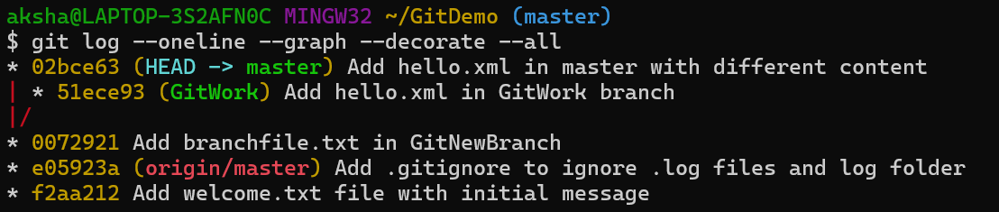 aksha@LAPTOP-3S2AFN0C MINGW32 ~/GitDemo (master)
$ git log --oneline --graph --decorate --all
* 02bce63 (HEAD -> master) Add hello.xml in master with different content
| * 51ece93 (GitWork) Add hello.xml in GitWork branch
|/
* 0072921 Add branchfile.txt in GitNewBranch
* e05923a (origin/master) Add .gitignore to ignore .log files and log folder
* f2aa212 Add welcome.txt file with initial message